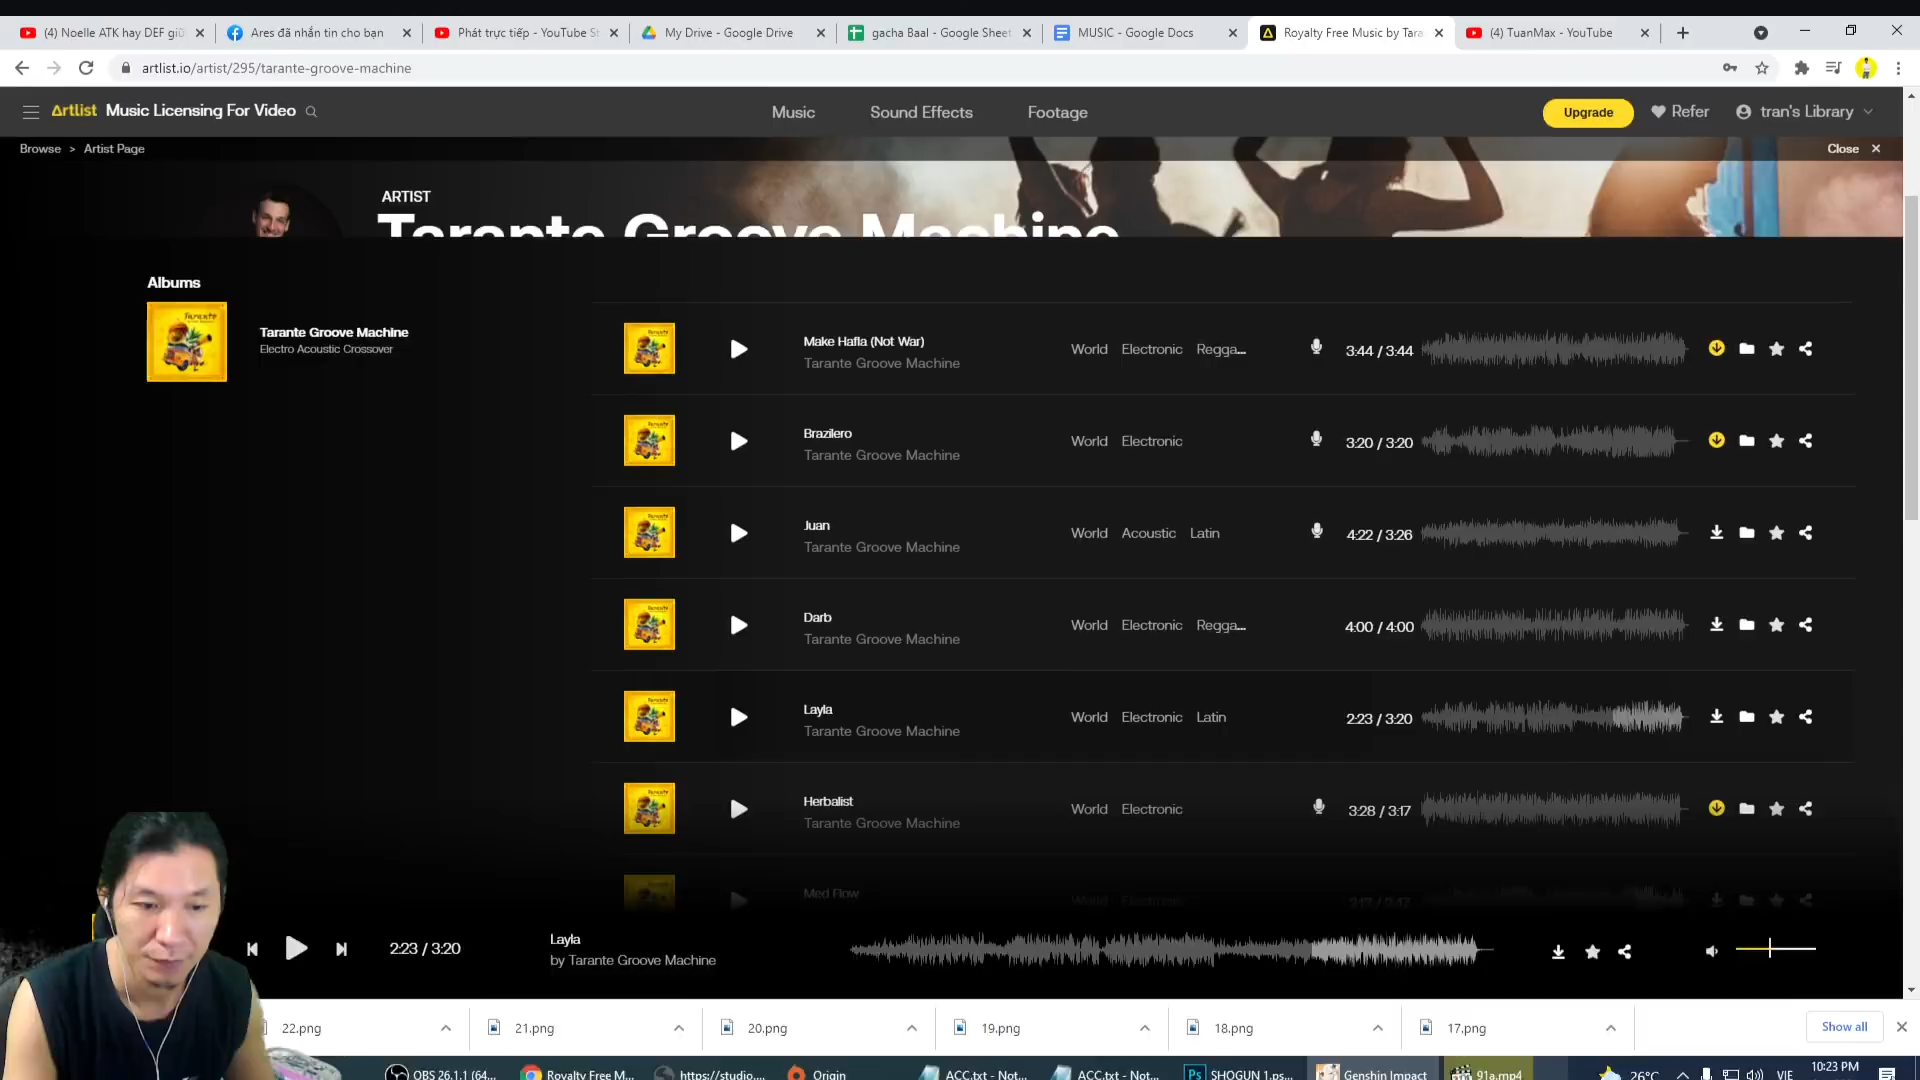 (4) Noelle ATK hay DEF giữ
Ares đã nhắn tin cho bạn
Phát trực tiếp - YouTube St
My Drive - Google Drive
gacha Baal - Google Sheet
MUSIC - Google Docs
Royalty Free Music by Tara
(4) TuanMax - YouTube
artlist.io/artist/295/tarante-groove-machine
Artlist Music Licensing For Video
Music
Sound Effects
Footage
Upgrade
Refer
tran's Library
Browse > Artist Page
Close
ARTIST
Tarante Groove Machine
Albums
Tarante Groove Machine
Electro Acoustic Crossover
Make Hafla (Not War)
Tarante Groove Machine
World Electronic Regga...
3:44 / 3:44
Brazilero
Tarante Groove Machine
World Electronic
3:20 / 3:20
Juan
Tarante Groove Machine
World Acoustic Latin
4:22 / 3:26
Darb
Tarante Groove Machine
World Electronic Regga...
4:00 / 4:00
Layla
Tarante Groove Machine
World Electronic Latin
2:23 / 3:20
Herbalist
Tarante Groove Machine
World Electronic
3:28 / 3:17
Med Flow
World Electronic
2:23 / 3:20
Layla
by Tarante Groove Machine
22.png
21.png
20.png
19.png
18.png
17.png
Show all
OBS 26.1.1 (64...
Royalty Free M...
https://studio....
Origin
ACC.txt - Not...
ACC.txt - Not...
SHOGUN 1.ps...
Genshin Impact
91a.mp4
26°C
VIE
10:23 PM